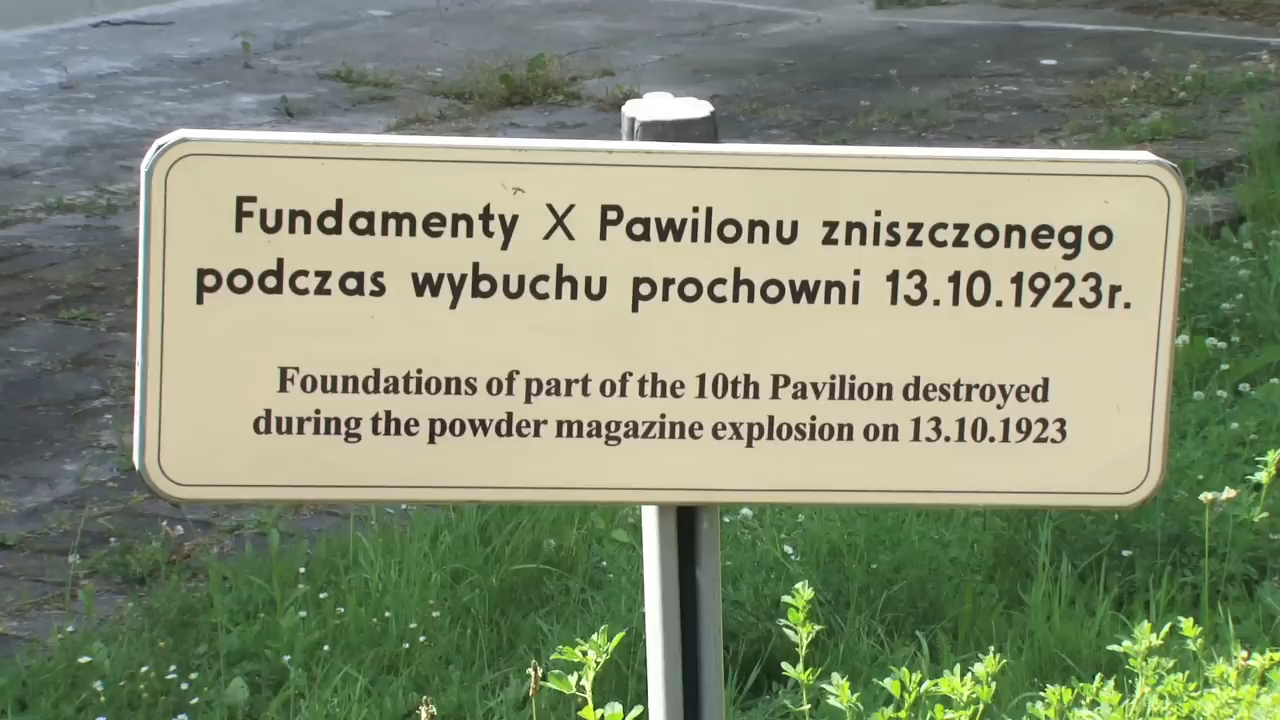 Fundamenty X Pawilonu zniszczonego
podczas wybuchu prochowni 13.10.1923r.
Foundations of part of the 10th Pavilion destroyed
during the powder magazine explosion on 13.10.1923